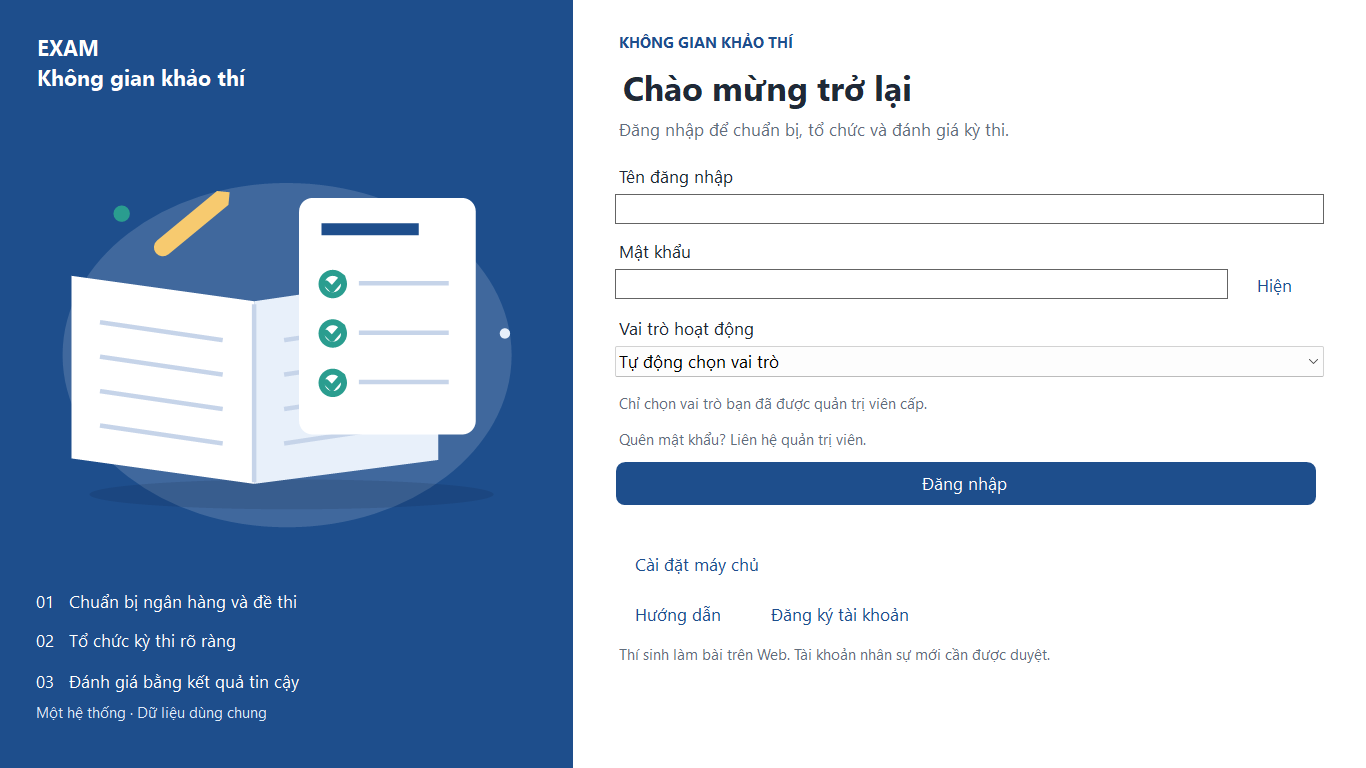 EXAM
Không gian khảo thí
01 Chuẩn bị ngân hàng và đề thi
02 Tổ chức kỳ thi rõ ràng
03 Đánh giá bằng kết quả tin cậy
Một hệ thống · Dữ liệu dùng chung
KHÔNG GIAN KHẢO THÍ
Chào mừng trở lại
Đăng nhập để chuẩn bị, tổ chức và đánh giá kỳ thi.
Tên đăng nhập
Mật khẩu
Hiện
Vai trò hoạt động
Tự động chọn vai trò
Chỉ chọn vai trò bạn đã được quản trị viên cấp.
Quên mật khẩu? Liên hệ quản trị viên.
Đăng nhập
Cài đặt máy chủ
Hướng dẫn Đăng ký tài khoản
Thí sinh làm bài trên Web. Tài khoản nhân sự mới cần được duyệt.